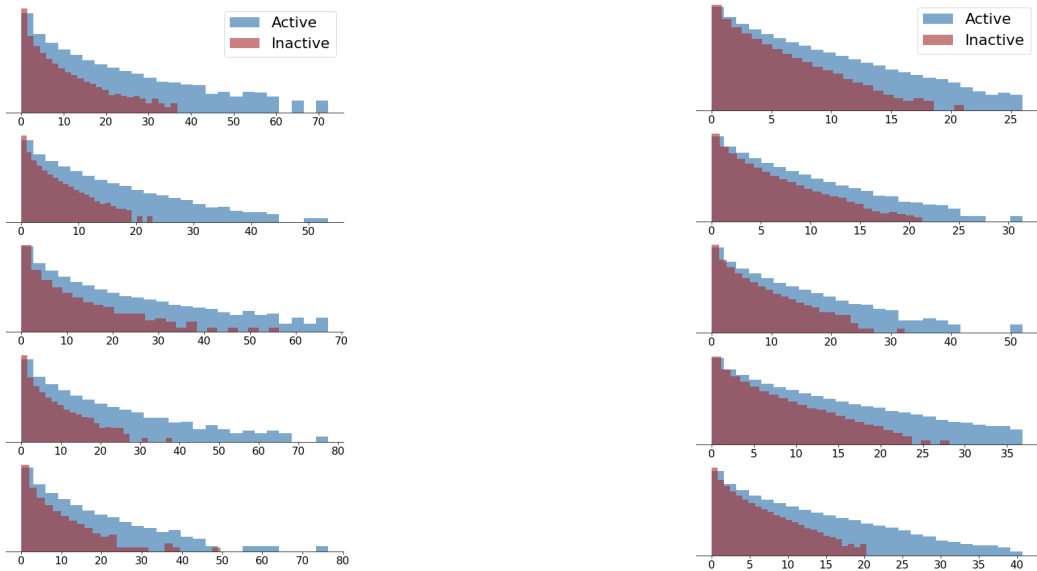 Active
Inactive
0 10 20 30 40 50 60 70
0 10 20 30 40 50
0 10 20 30 40 50 60 70
0 10 20 30 40 50 60 70 80
0 10 20 30 40 50 60 70 80
Active
Inactive
0 5 10 15 20 25
0 5 10 15 20 25 30
0 10 20 30 40 50
0 5 10 15 20 25 30 35
0 5 10 15 20 25 30 35 40